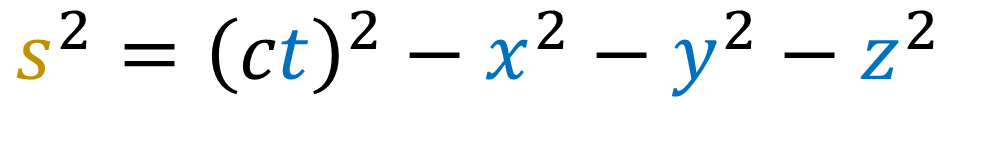 s² = (ct)² − x² − y² − z²